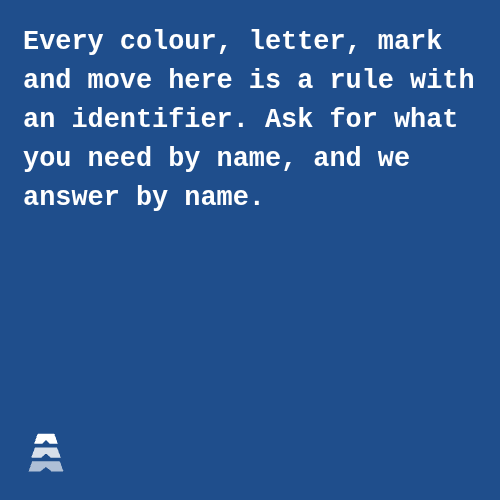 Every colour, letter, mark
and move here is a rule with
an identifier. Ask for what
you need by name, and we
answer by name.